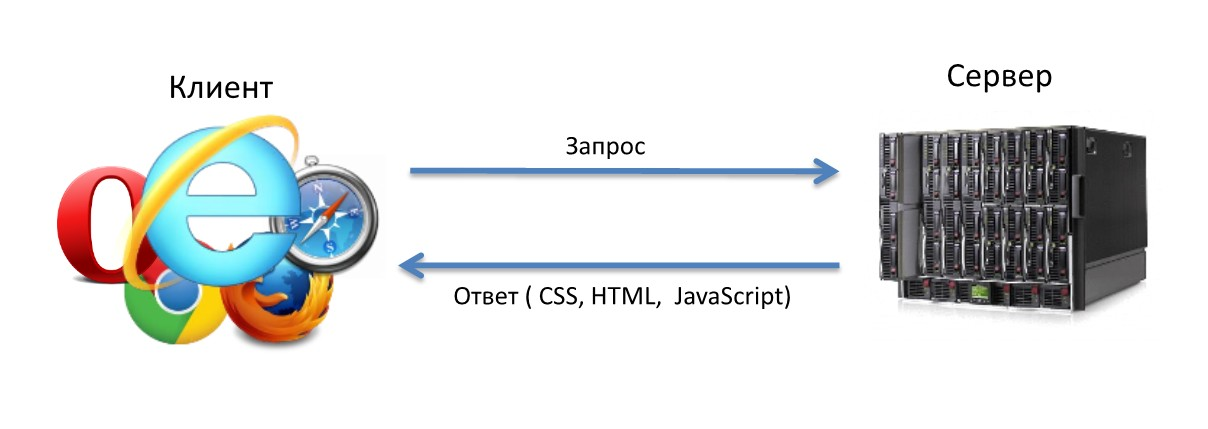 Клиент
Сервер
Запрос
Ответ ( CSS, HTML, JavaScript)